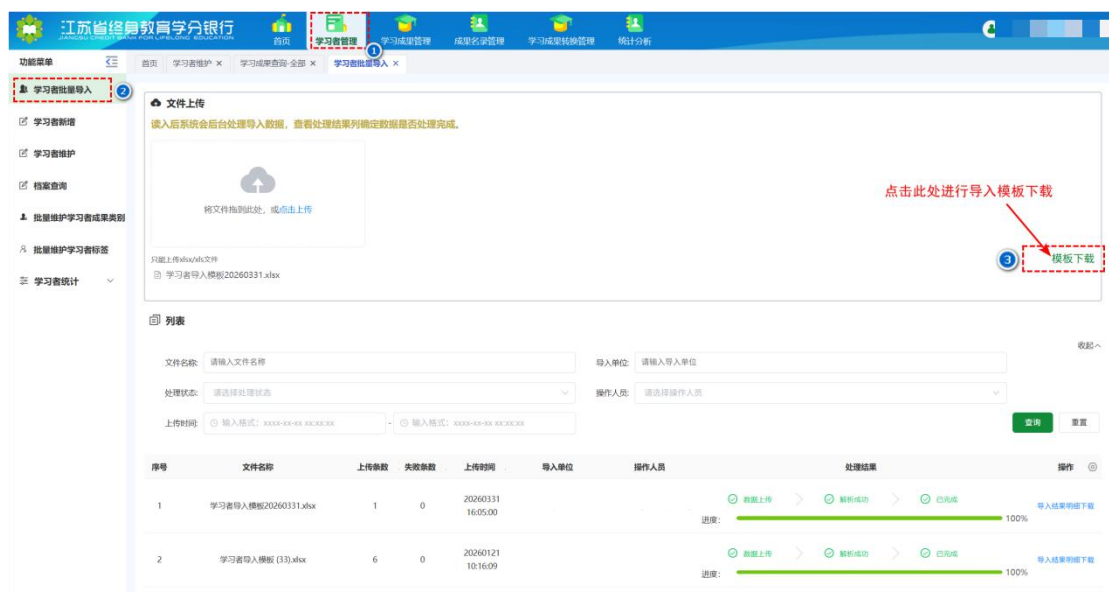 江苏省终身教育学分银行
JIANGSU CREDIT BANK FOR LIFELONG EDUCATION
首页 学习者管理 学习成果管理 成果名录管理 学习成果转换管理 统计分析
1
功能菜单
首页 学习者维护 × 学习成果查询-全部 × 学习者批量导入 ×
学习者批量导入 2
学习者新增
学习者维护
档案查询
批量维护学习者成果类别
批量维护学习者标签
学习者统计
文件上传
读入后系统会后台处理导入数据，查看处理结果列确定数据是否处理完成。
将文件拖到此处，或点击上传
点击此处进行导入模板下载
3 模板下载
只能上传xlsx/xls文件
学习者导入模板20260331.xlsx
列表
收起
文件名称: 请输入文件名称 导入单位: 请输入导入单位
处理状态: 请选择处理状态 操作人员: 请选择操作人员
上传时间: 输入格式：xxxx-xx-xx xx:xx:xx - 输入格式：xxxx-xx-xx xx:xx:xx
查询 重置
序号 文件名称 上传条数 失败条数 上传时间 导入单位 操作人员 处理结果 操作
1 学习者导入模板20260331.xlsx 1 0 20260331 16:05:00 数据上传 解析成功 已完成 导入结果明细下载
进度: 100%
2 学习者导入模板 (33).xlsx 6 0 20260121 10:16:09 数据上传 解析成功 已完成 导入结果明细下载
进度: 100%